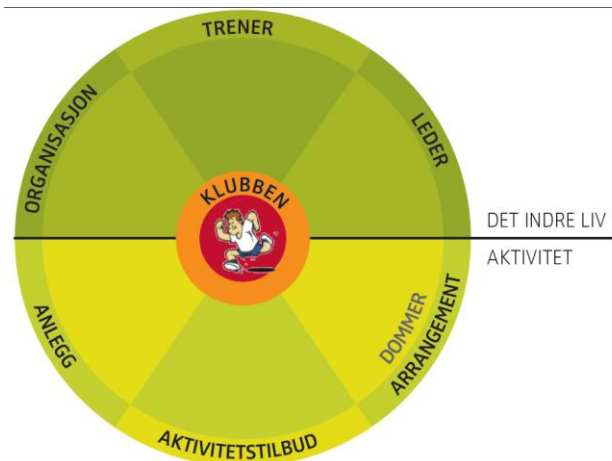 TRENER
ORGANISASJON
LEDER
KLUBBEN
DET INDRE LIV
AKTIVITET
ANLEGG
DOMMER
ARRANGEMENT
AKTIVITETSTILBUD